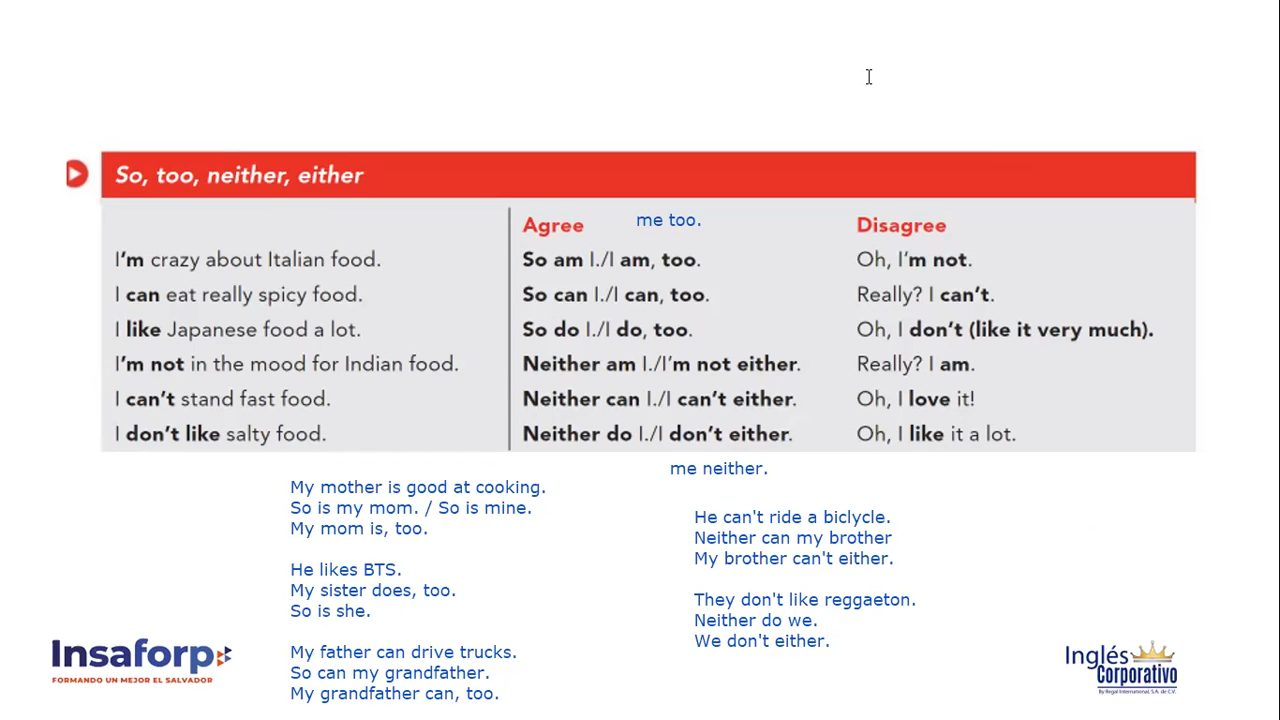 So, too, neither, either
Agree me too. Disagree
I'm crazy about Italian food. So am I./I am, too. Oh, I'm not.
I can eat really spicy food. So can I./I can, too. Really? I can't.
I like Japanese food a lot. So do I./I do, too. Oh, I don't (like it very much).
I'm not in the mood for Indian food. Neither am I./I'm not either. Really? I am.
I can't stand fast food. Neither can I./I can't either. Oh, I love it!
I don't like salty food. Neither do I./I don't either. Oh, I like it a lot.
me neither.
My mother is good at cooking.
So is my mom. / So is mine.
My mom is, too.
He likes BTS.
My sister does, too.
So is she.
My father can drive trucks.
So can my grandfather.
My grandfather can, too.
He can't ride a biclycle.
Neither can my brother
My brother can't either.
They don't like reggaeton.
Neither do we.
We don't either.
Insaforp
FORMANDO UN MEJOR EL SALVADOR
Inglés
Corporativo
By Regal International, S.A. de C.V.